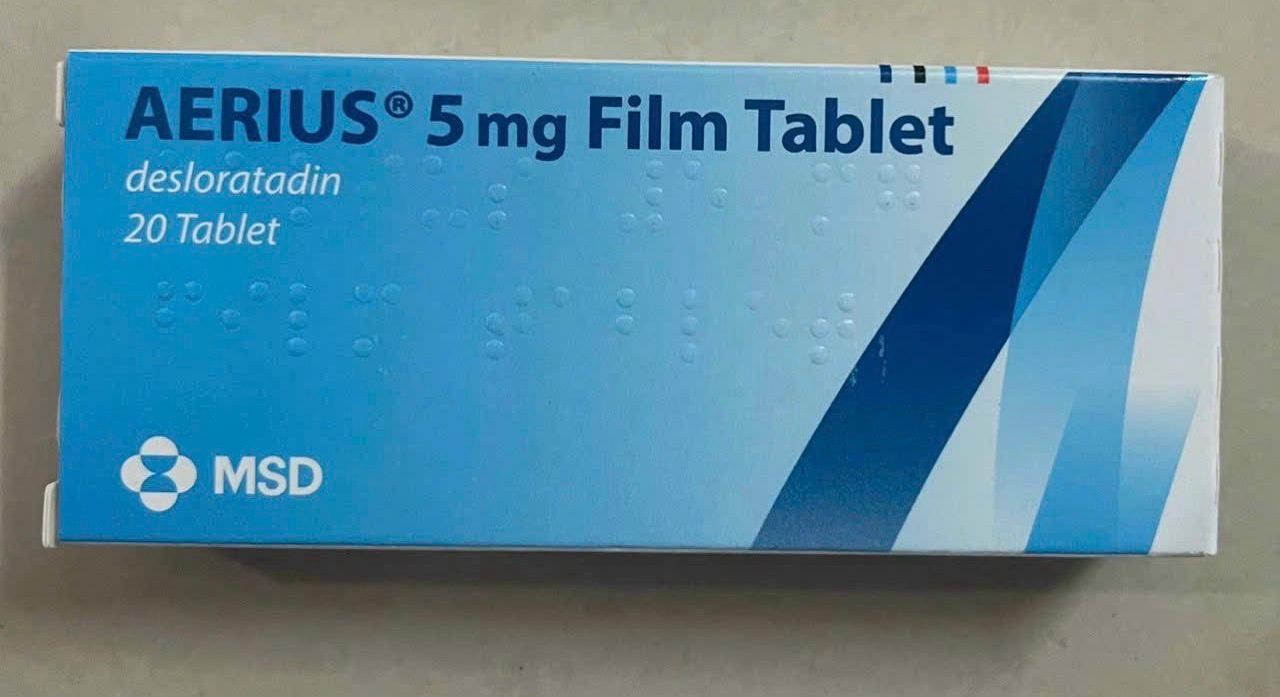 AERIUS® 5 mg Film Tablet
desloratadin
20 Tablet
MSD